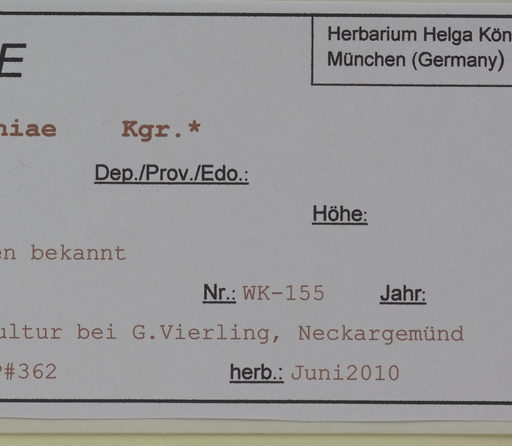 Herbarium Helga Kön
E
München (Germany)
niae Kgr.*
Dep./Prov./Edo.:
Höhe:
en bekannt
Nr.: WK-155 Jahr:
ultur bei G.Vierling, Neckargemünd
#362 herb.: Juni2010